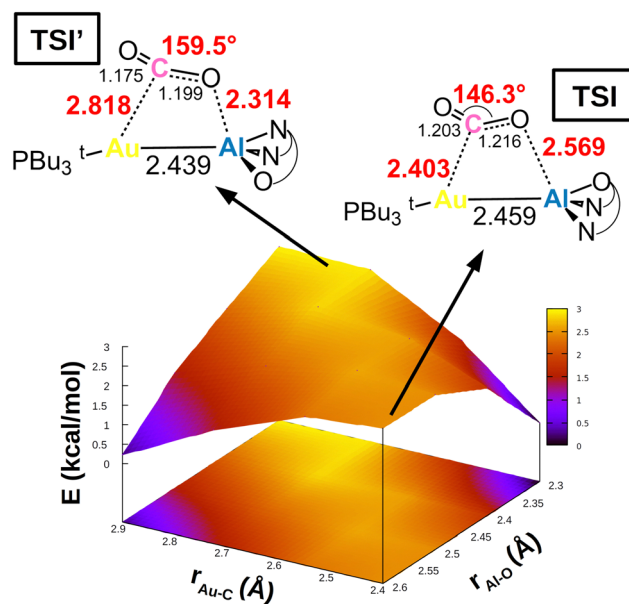 TSI'
O
159.5°
C
O
1.175
1.199
2.818
2.314
N
Au
Al
N
2.439
O
PBu3
t
TSI
146.3°
O
1.203
C
O
1.216
2.403
2.569
O
Au
Al
N
2.459
N
PBu3
t
E (kcal/mol)
3
2.5
2
1.5
1
0.5
0
3
2.5
2
1.5
1
0.5
0
2.9
2.8
2.7
2.6
2.5
2.4
rAu-C (Å)
2.3
2.35
2.4
2.45
2.5
2.55
2.6
rAl-O (Å)